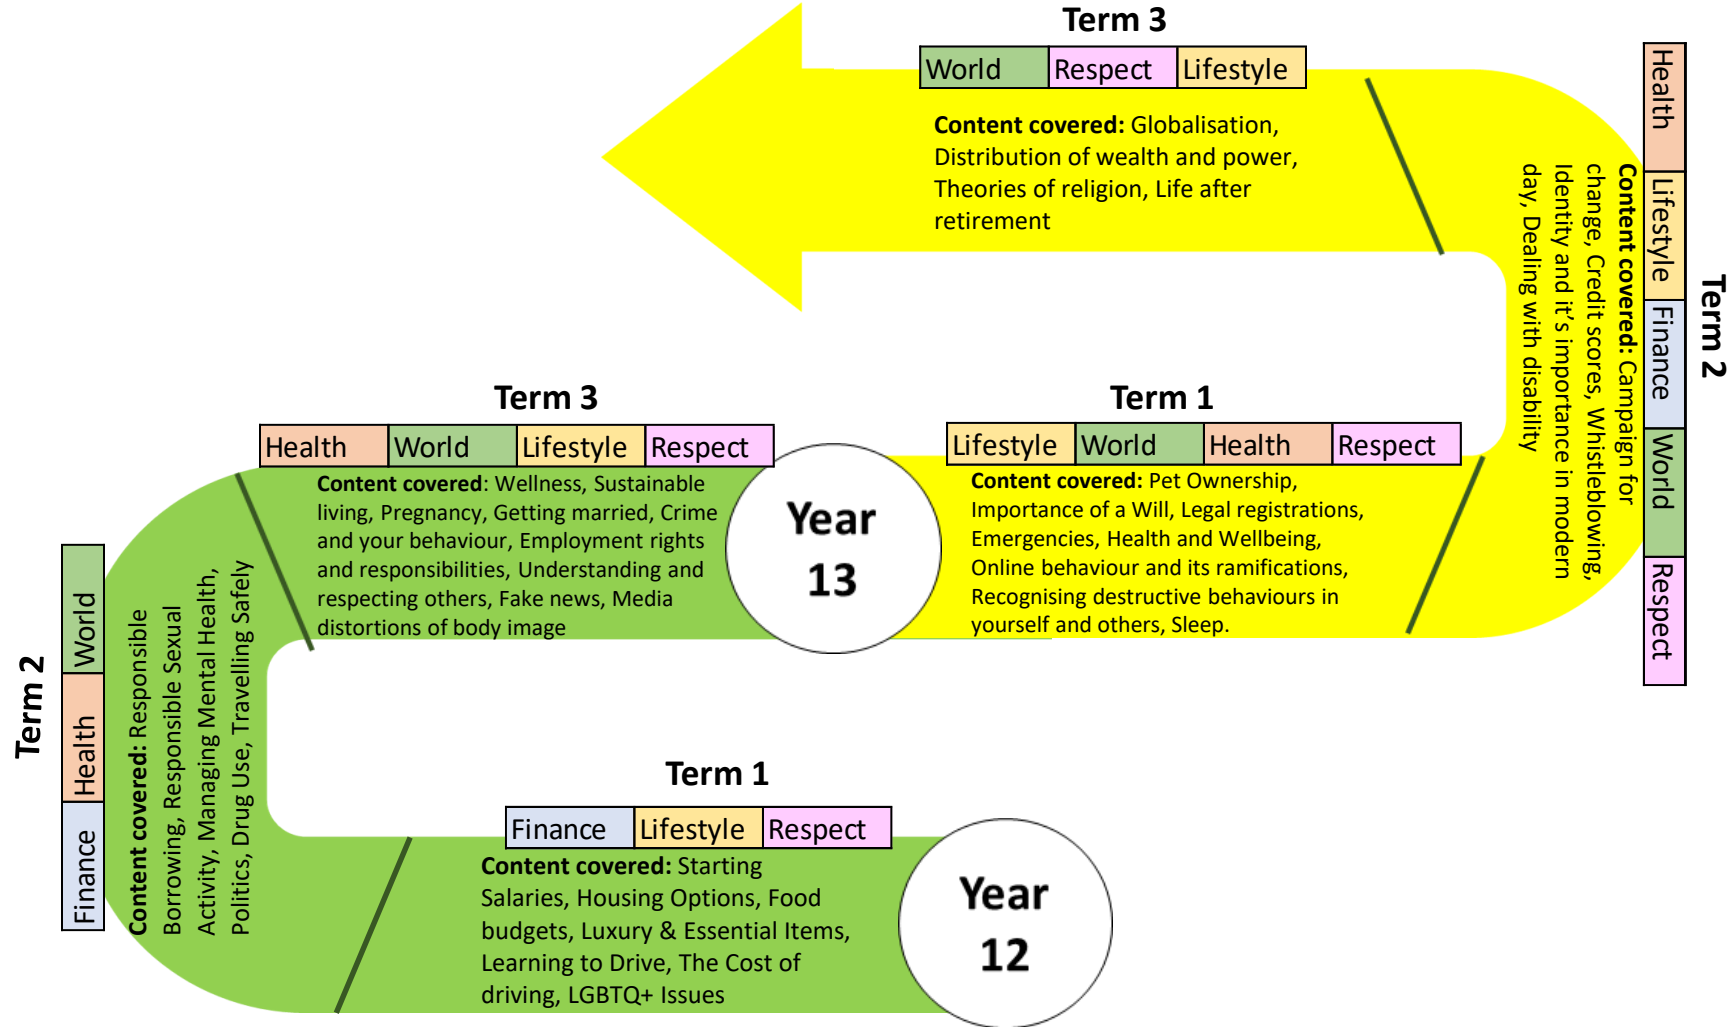 Term 3
World Respect Lifestyle
Content covered: Globalisation,
Distribution of wealth and power,
Theories of religion, Life after
retirement
Term 2
Health Lifestyle Finance World Respect
Content covered: Campaign for
change, Credit scores, Whistleblowing,
Identity and it’s importance in modern
day, Dealing with disability
Term 3
Health World Lifestyle Respect
Content covered: Wellness, Sustainable
living, Pregnancy, Getting married, Crime
and your behaviour, Employment rights
and responsibilities, Understanding and
respecting others, Fake news, Media
distortions of body image
Year
13
Term 1
Lifestyle World Health Respect
Content covered: Pet Ownership,
Importance of a Will, Legal registrations,
Emergencies, Health and Wellbeing,
Online behaviour and its ramifications,
Recognising destructive behaviours in
yourself and others, Sleep.
Term 2
Finance Health World
Content covered: Responsible
Borrowing, Responsible Sexual
Activity, Managing Mental Health,
Politics, Drug Use, Travelling Safely
Term 1
Finance Lifestyle Respect
Content covered: Starting
Salaries, Housing Options, Food
budgets, Luxury & Essential Items,
Learning to Drive, The Cost of
driving, LGBTQ+ Issues
Year
12